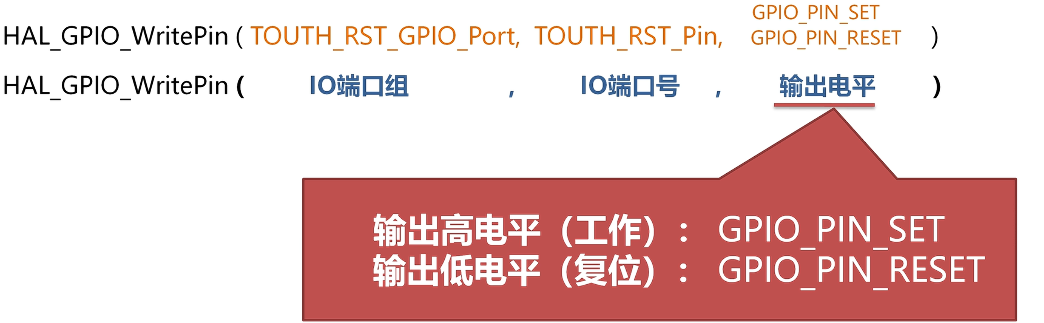 GPIO_PIN_SET
HAL_GPIO_WritePin ( TOUTH_RST_GPIO_Port, TOUTH_RST_Pin, GPIO_PIN_RESET )
HAL_GPIO_WritePin ( IO端口组 , IO端口号 , 输出电平 )
输出高电平（工作）： GPIO_PIN_SET
输出低电平（复位）： GPIO_PIN_RESET